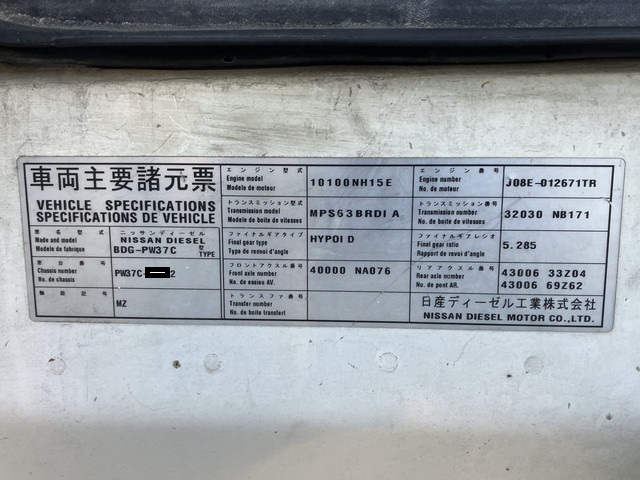 車両主要諸元票
VEHICLE SPECIFICATIONS
SPECIFICATIONS DE VEHICLE
車名型式
Made and model
Modele de fabrique
ニッサンディーゼル
NISSAN DIESEL
BDG-PW37C
型
TYPE
車台番号
Chassis number
No. de chassis
PW37C-
2
MZ
エンジン型式
Engine model
Modele de moteur
10100NH15E
エンジン番号
Engine number
No. de moteur
J08E-012671TR
トランスミッション型式
Transmission model
Modele de boite de vitesses
MPS63BRDI A
トランスミッション番号
Transmission number
No. de boite de vitesses
32030 NB171
ファイナルギアタイプ
Final gear type
Type de renvoi d'angle
HYPOI D
ファイナルギアレシオ
Final gear ratio
Rapport de renvoi d'angle
5.285
フロントアクスル番号
Front axle number
No. de essieu AV.
40000 NA076
リアアクスル番号
Rear axle number
No. de pont AR.
43006 33Z04
43006 69Z62
トランスファ番号
Transfer number
No. de boite transfert
日産ディーゼル工業株式会社
NISSAN DIESEL MOTOR CO.,LTD.